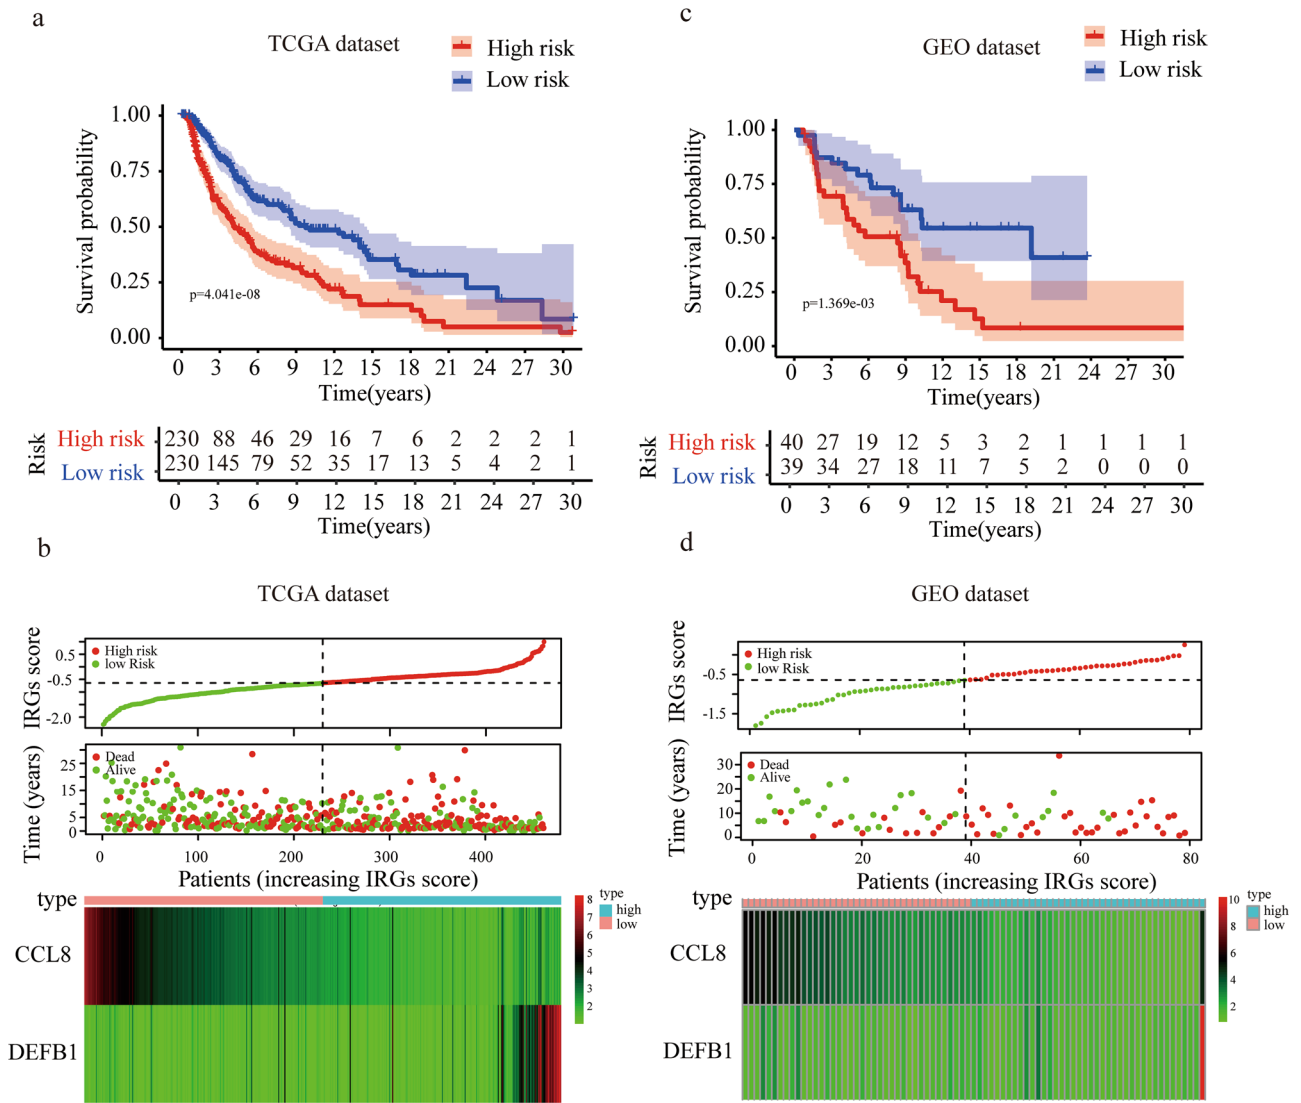 a
TCGA dataset
High risk
Low risk
Survival probability
1.00
0.75
0.50
0.25
0.00
p=4.041e-08
0 3 6 9 12 15 18 21 24 27 30
Time(years)
Risk
High risk 230 88 46 29 16 7 6 2 2 2 1
Low risk 230 145 79 52 35 17 13 5 4 2 1
0 3 6 9 12 15 18 21 24 27 30
Time(years)
c
GEO dataset
High risk
Low risk
Survival probability
1.00
0.75
0.50
0.25
0.00
p=1.369e-03
0 3 6 9 12 15 18 21 24 27 30
Time(years)
Risk
High risk 40 27 19 12 5 3 2 1 1 1 1
Low risk 39 34 27 18 11 7 5 2 0 0 0
0 3 6 9 12 15 18 21 24 27 30
Time(years)
b
TCGA dataset
IRGs score
0.5
-0.5
-2.0
High risk
low Risk
Time (years)
25
15
5
0
Dead
Alive
0 100 200 300 400
Patients (increasing IRGs score)
type
CCL8
DEFB1
8
7
6
5
4
3
2
type
high
low
d
GEO dataset
IRGs score
-0.5
-1.5
High risk
low Risk
Time (years)
30
20
10
0
Dead
Alive
0 20 40 60 80
Patients (increasing IRGs score)
type
CCL8
DEFB1
10
8
6
4
2
type
high
low